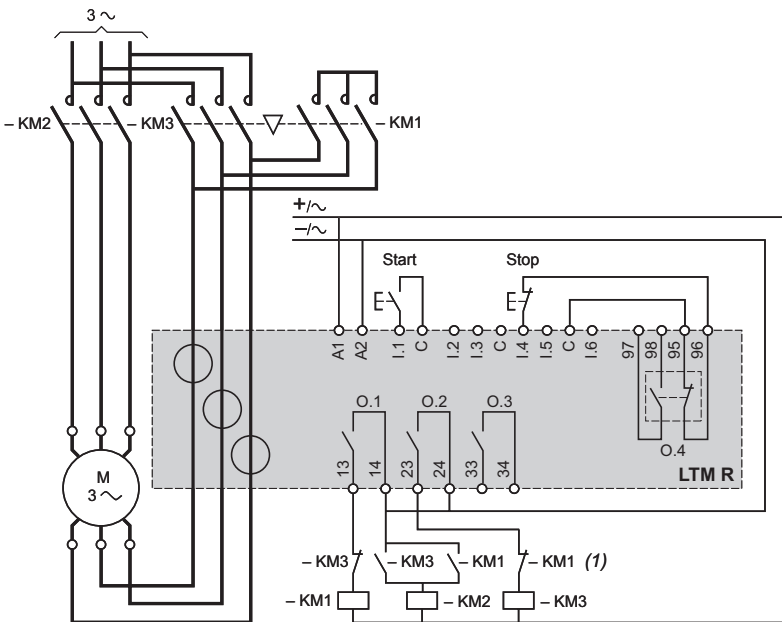 3 ∼
– KM2
– KM3
– KM1
+/∼
–/∼
Start
Stop
A1
A2
I.1
C
I.2
I.3
C
I.4
I.5
C
I.6
97
98
95
96
O.1
O.2
O.3
O.4
13
14
23
24
33
34
LTM R
M
3 ∼
– KM3
– KM3
– KM1
– KM1 (1)
– KM1
– KM2
– KM3